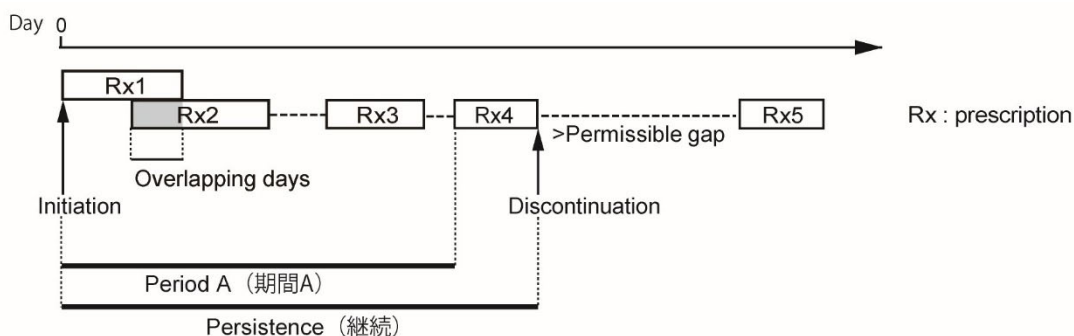 Day 0
Rx1
Rx2
Rx3
Rx4
Rx5
Rx : prescription
>Permissible gap
Overlapping days
Initiation
Discontinuation
Period A（期間A）
Persistence（継続）